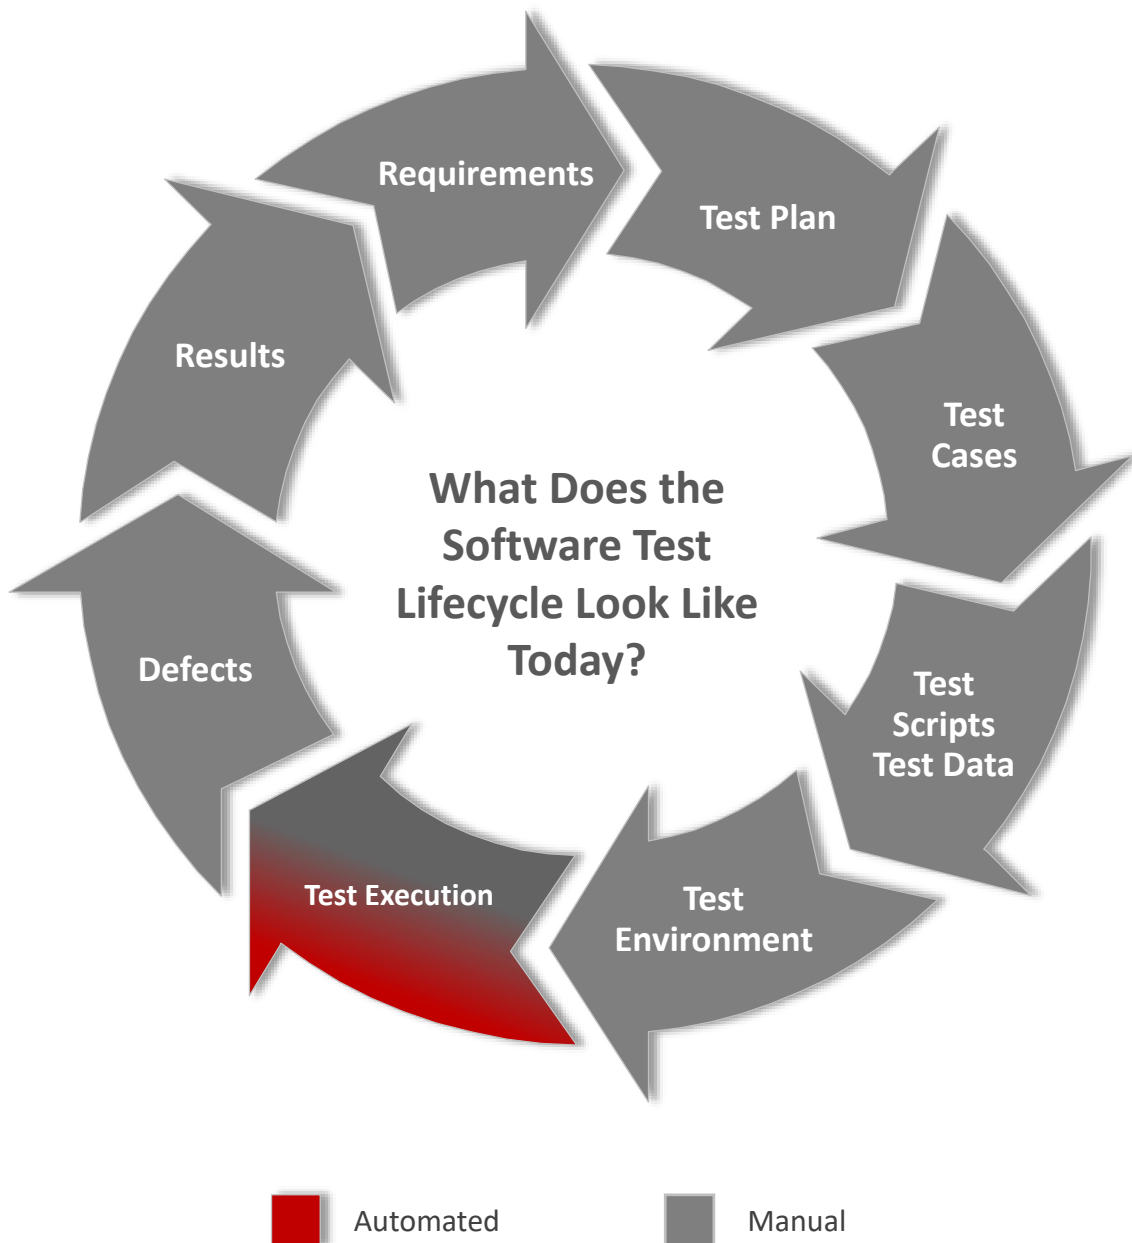 Requirements
Test Plan
Test
Cases
Test
Scripts
Test Data
Test
Environment
Test Execution
Defects
Results
What Does the
Software Test
Lifecycle Look Like
Today?
Automated
Manual